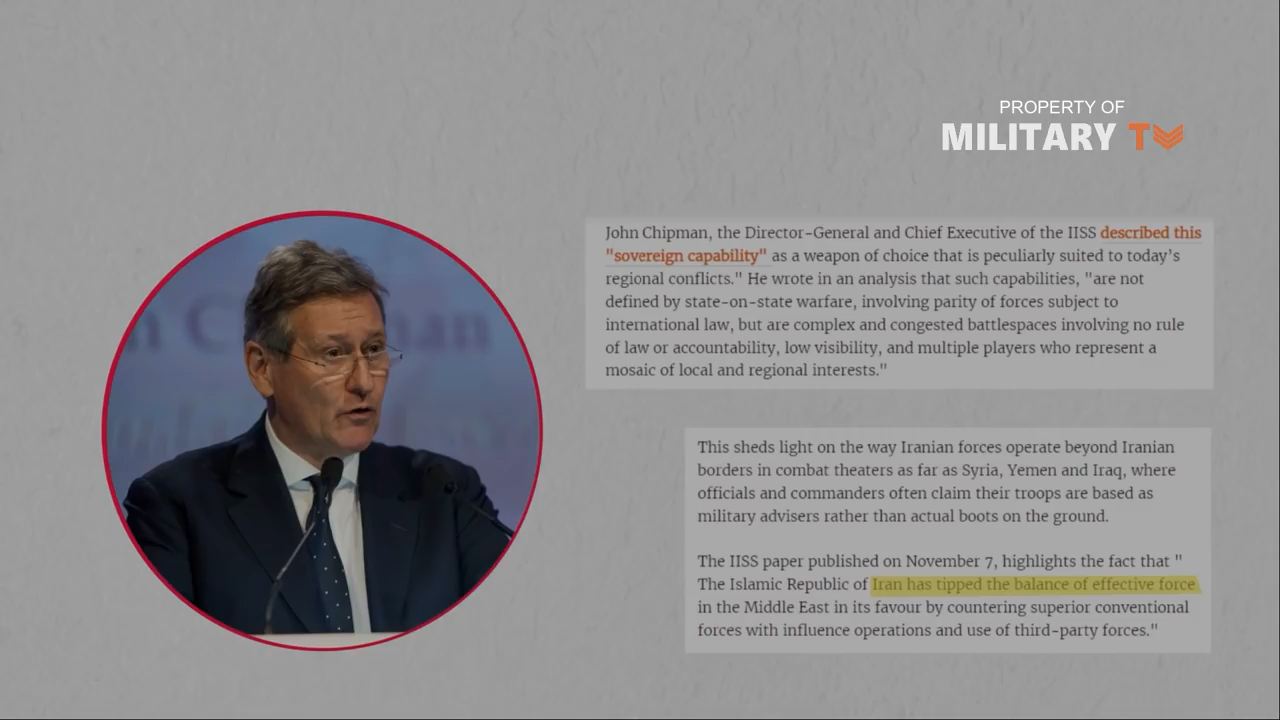 PROPERTY OF
MILITARY TV
John Chipman, the Director-General and Chief Executive of the IISS described this
"sovereign capability" as a weapon of choice that is peculiarly suited to today's
regional conflicts." He wrote in an analysis that such capabilities, "are not
defined by state-on-state warfare, involving parity of forces subject to
international law, but are complex and congested battlespaces involving no rule
of law or accountability, low visibility, and multiple players who represent a
mosaic of local and regional interests."
This sheds light on the way Iranian forces operate beyond Iranian
borders in combat theaters as far as Syria, Yemen and Iraq, where
officials and commanders often claim their troops are based as
military advisers rather than actual boots on the ground.
The IISS paper published on November 7, highlights the fact that "
The Islamic Republic of Iran has tipped the balance of effective force
in the Middle East in its favour by countering superior conventional
forces with influence operations and use of third-party forces."